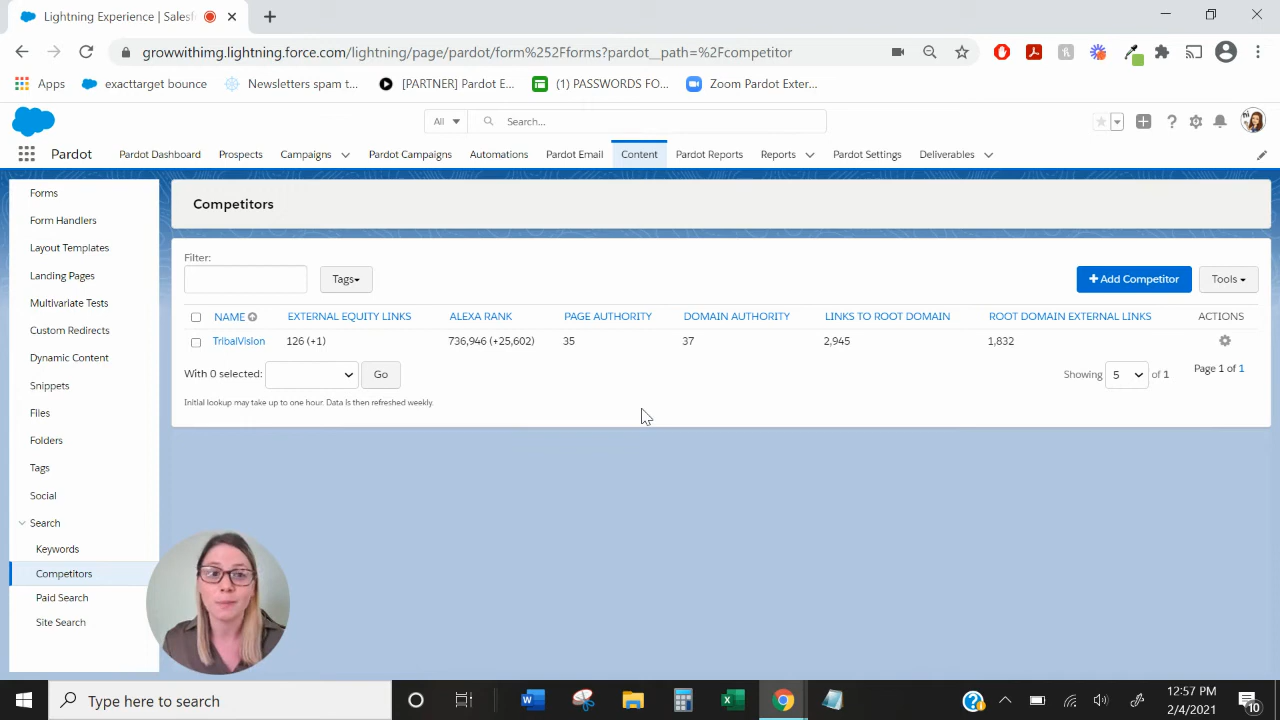 Lightning Experience | Salesf
growwithimg.lightning.force.com/lightning/page/pardot/form%252Fforms?pardot__path=%2Fcompetitor
Apps exacttarget bounce Newsletters spam t... [PARTNER] Pardot E... (1) PASSWORDS FO... Zoom Pardot Exter...
All Search...
Pardot Pardot Dashboard Prospects Campaigns Pardot Campaigns Automations Pardot Email Content Pardot Reports Reports Pardot Settings Deliverables
Forms
Form Handlers
Layout Templates
Landing Pages
Multivariate Tests
Custom Redirects
Dynamic Content
Snippets
Files
Folders
Tags
Social
Search
Keywords
Competitors
Paid Search
Site Search
Competitors
Filter:
Tags
+ Add Competitor Tools
NAME EXTERNAL EQUITY LINKS ALEXA RANK PAGE AUTHORITY DOMAIN AUTHORITY LINKS TO ROOT DOMAIN ROOT DOMAIN EXTERNAL LINKS ACTIONS
TribalVision 126 (+1) 736,946 (+25,602) 35 37 2,945 1,832
With 0 selected: Go Showing 5 of 1 Page 1 of 1
Initial lookup may take up to one hour. Data is then refreshed weekly.
Type here to search
12:57 PM
2/4/2021
10